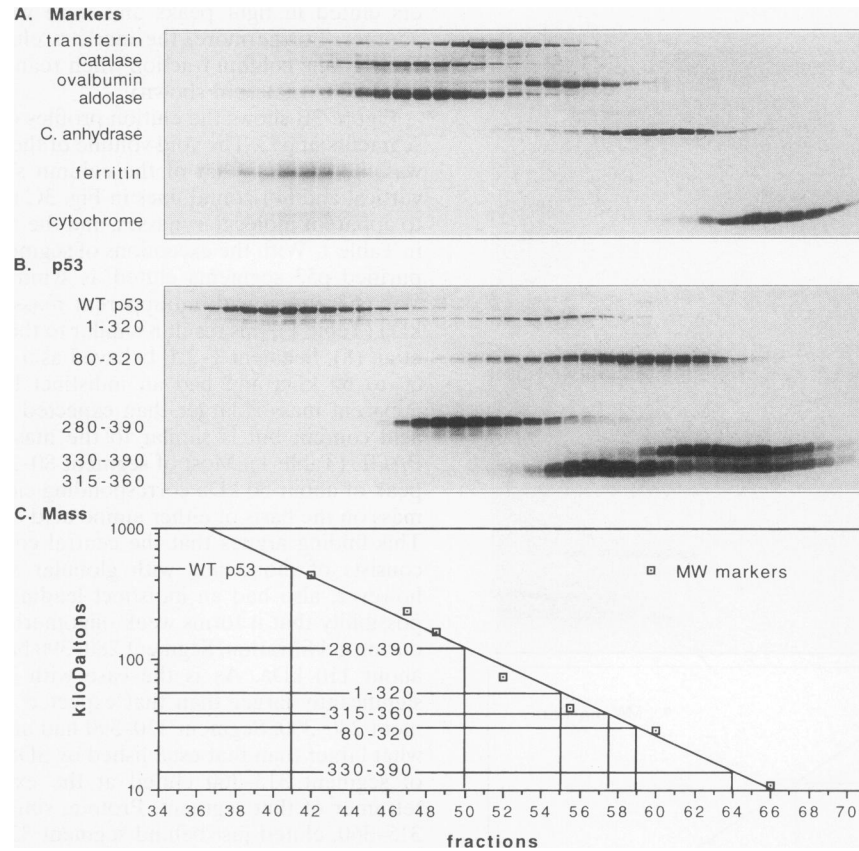 A. Markers
transferrin
catalase
ovalbumin
aldolase
C. anhydrase
ferritin
cytochrome
B. p53
WT p53
1-320
80-320
280-390
330-390
315-360
C. Mass
1000
WT p53
MW markers
280-390
100
1-320
315-360
80-320
330-390
10
kiloDaltons
34 36 38 40 42 44 46 48 50 52 54 56 58 60 62 64 66 68 70
fractions